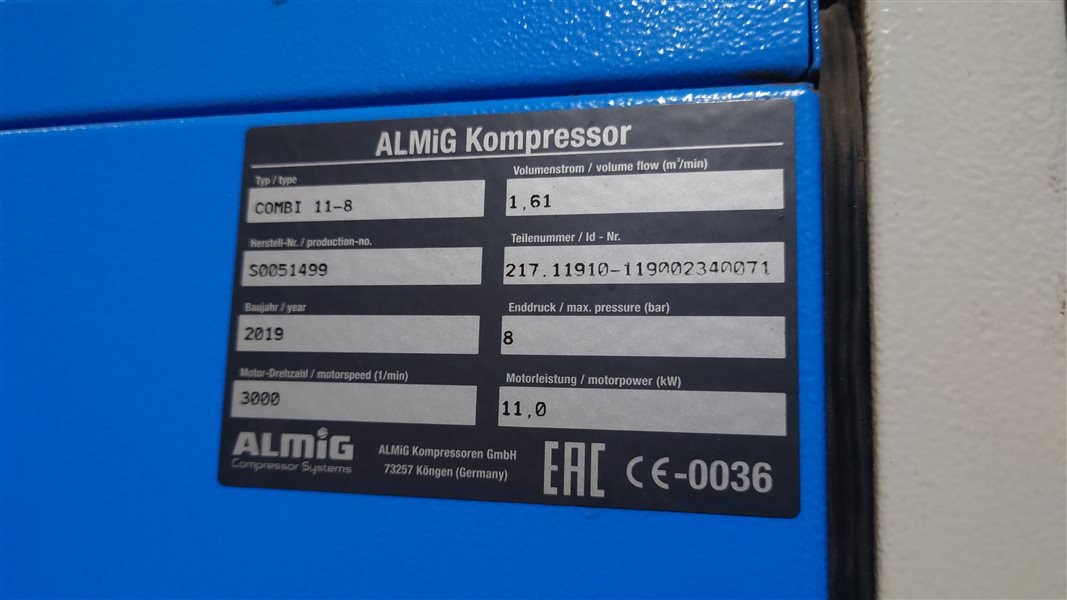 ALMiG Kompressor
Typ / type
COMBI 11-8
Volumenstrom / volume flow (m³/min)
1,61
Herstell-Nr. / production-no.
S0051499
Teilenummer / Id - Nr.
217.11910-119002340071
Baujahr / year
2019
Enddruck / max. pressure (bar)
8
Motor-Drehzahl / motorspeed (1/min)
3000
Motorleistung / motorpower (kW)
11,0
ALMiG
Compressor Systems
ALMiG Kompressoren GmbH
73257 Köngen (Germany)
EAC
CE-0036